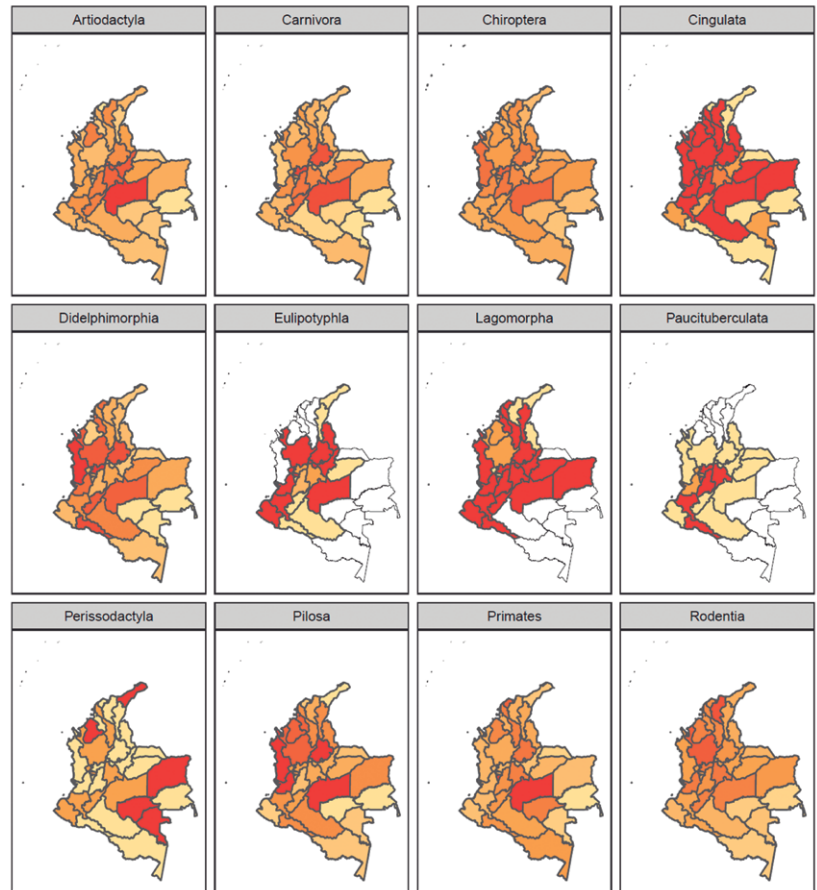 Artiodactyla
Carnivora
Chiroptera
Cingulata
Didelphimorphia
Eulipotyphla
Lagomorpha
Paucituberculata
Perissodactyla
Pilosa
Primates
Rodentia